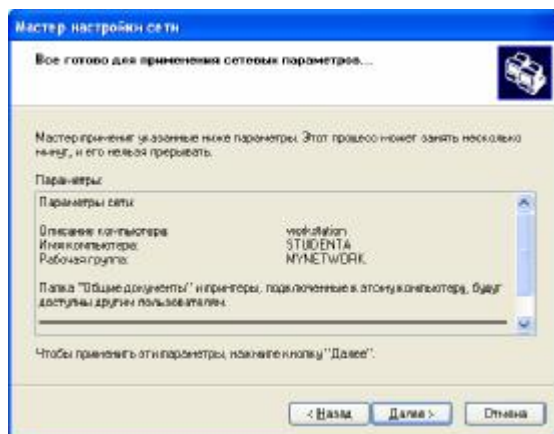 Мастер настройки сети
Все готово для применения сетевых параметров...
Мастер применит указанные ниже параметры. Этот процесс может занять несколько
минут, и его нельзя прерывать.
Параметры:
Параметры сети:
Описание компьютера: workstation
Имя компьютера: STUDENTA
Рабочая группа: MYNETWORK
Папка "Общие документы" и принтеры, подключенные к этому компьютеру, будут
доступны другим пользователям.
Чтобы применить эти параметры, нажмите кнопку "Далее".
< Назад Далее > Отмена